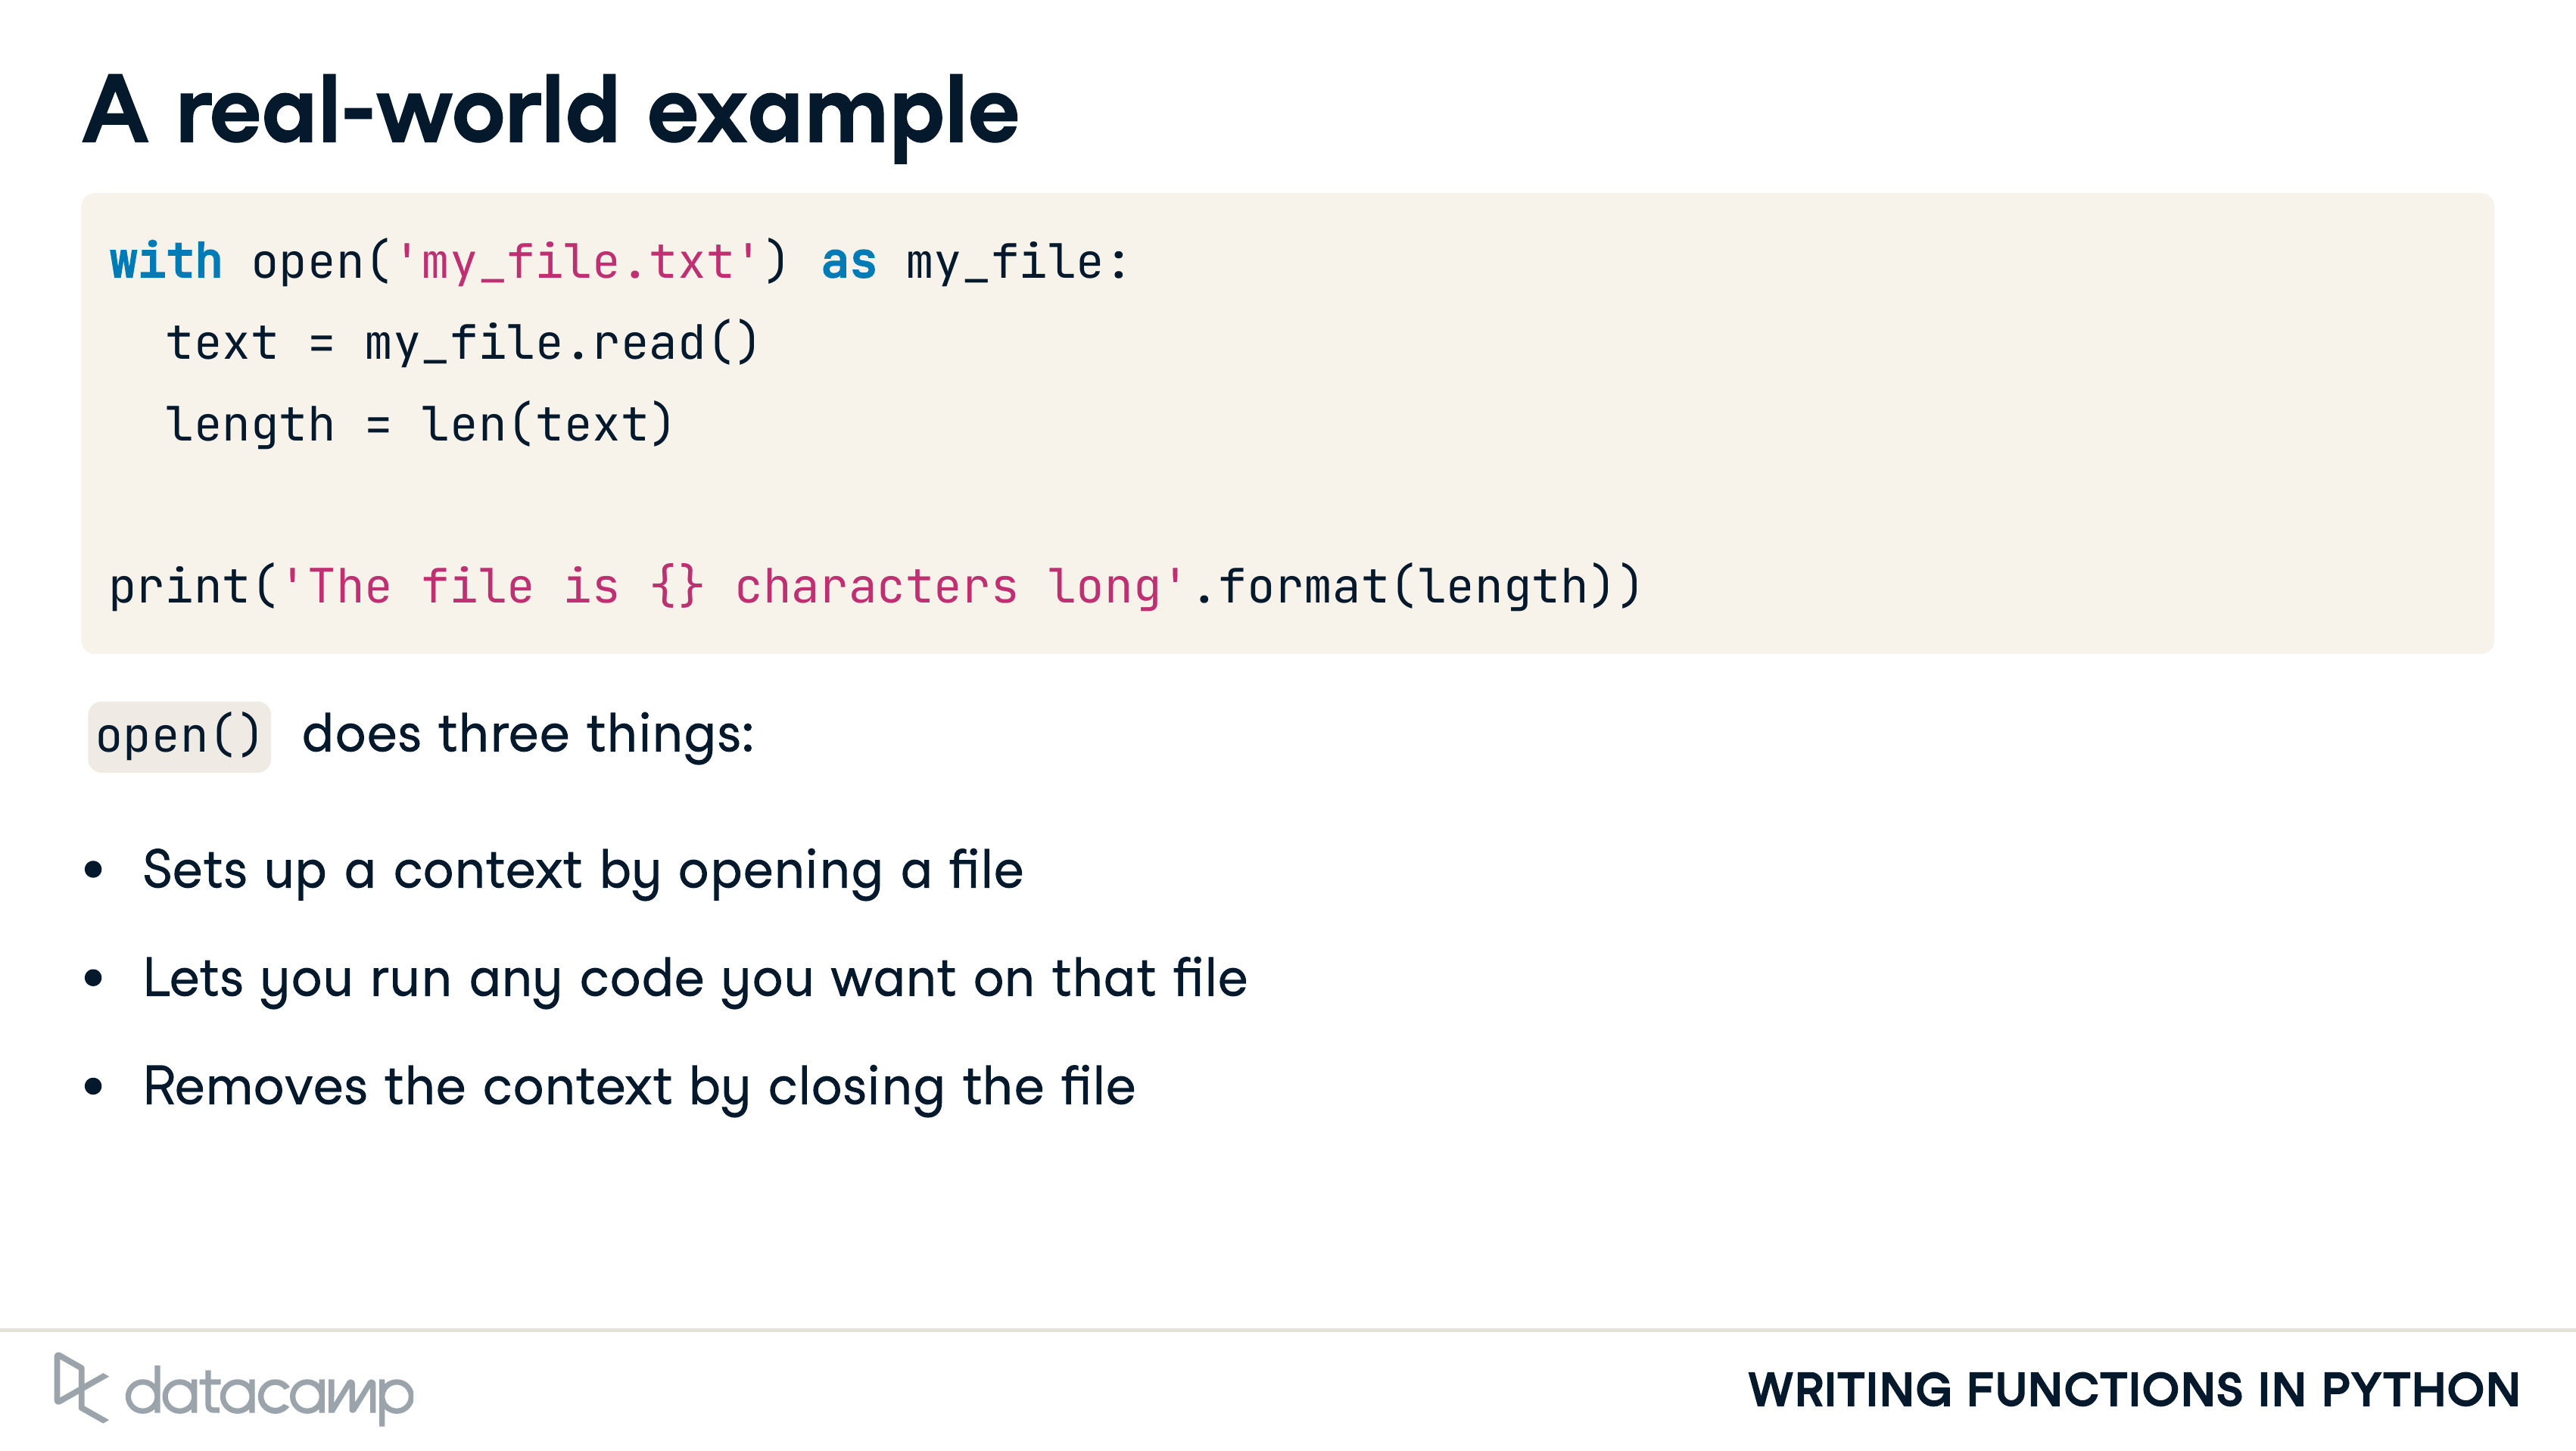 A real-world example
with open('my_file.txt') as my_file:
  text = my_file.read()
  length = len(text)
print('The file is {} characters long'.format(length))
open() does three things:
• Sets up a context by opening a file
• Lets you run any code you want on that file
• Removes the context by closing the file
datacamp
WRITING FUNCTIONS IN PYTHON